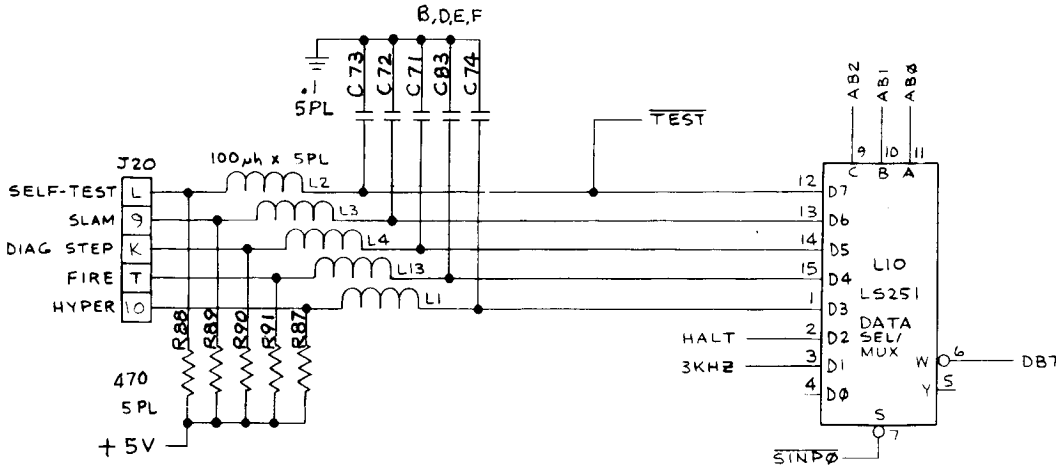 B,D,E,F
.1
5PL
C73
C72
C71
C83
C74
TEST
AB2
AB1
ABØ
9 10 11
C B A
J20
100µh x 5PL
SELF-TEST L L2 12 D7
SLAM 9 L3 13 D6
DIAG STEP K L4 14 D5
FIRE T L13 15 D4
HYPER 10 L1 1 D3
HALT 2 D2
3KHZ 3 D1
4 DØ
L10
LS251
DATA
SEL/
MUX
W 6 DB7
Y 5
S
7
SINPØ
R88
R89
R90
R91
R87
470
5PL
+5V